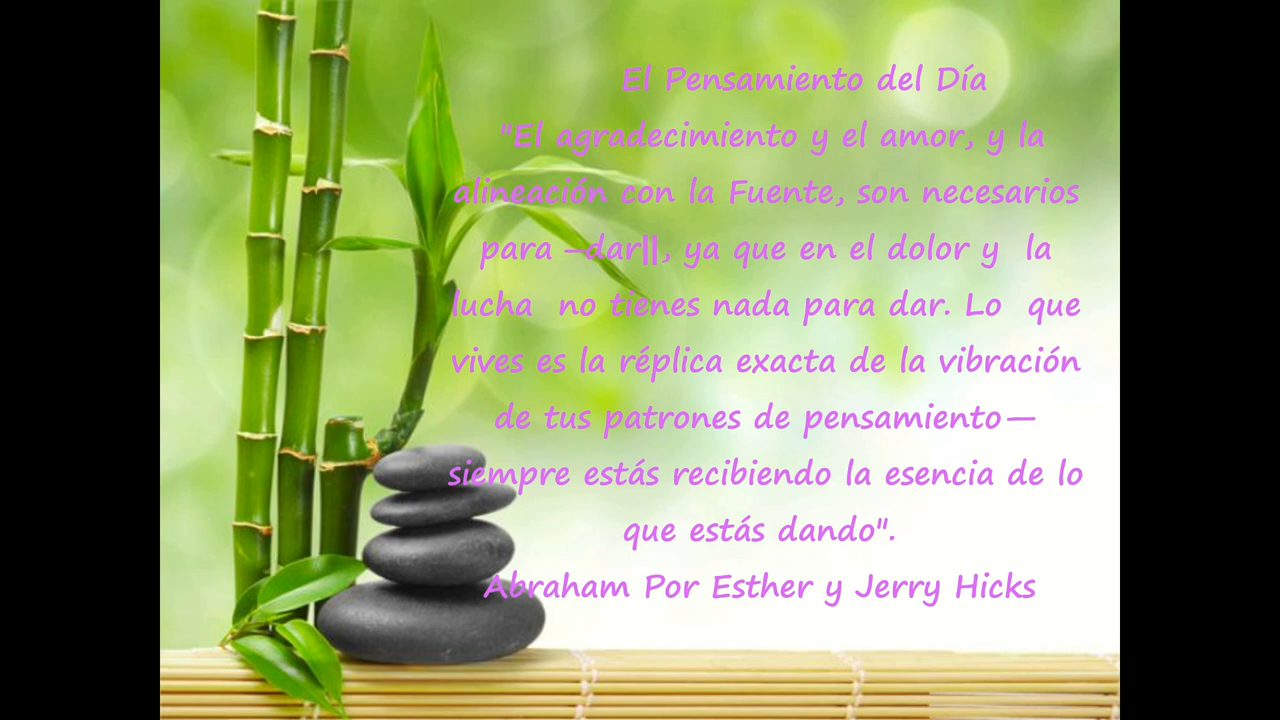 El Pensamiento del Día
"El agradecimiento y el amor, y la
alineación con la Fuente, son necesarios
para ―dar‖, ya que en el dolor y la
lucha no tienes nada para dar. Lo que
vives es la réplica exacta de la vibración
de tus patrones de pensamiento—
siempre estás recibiendo la esencia de lo
que estás dando".
Abraham Por Esther y Jerry Hicks